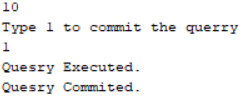 10
Type 1 to commit the querry
1
Quesry Executed.
Quesry Commited.